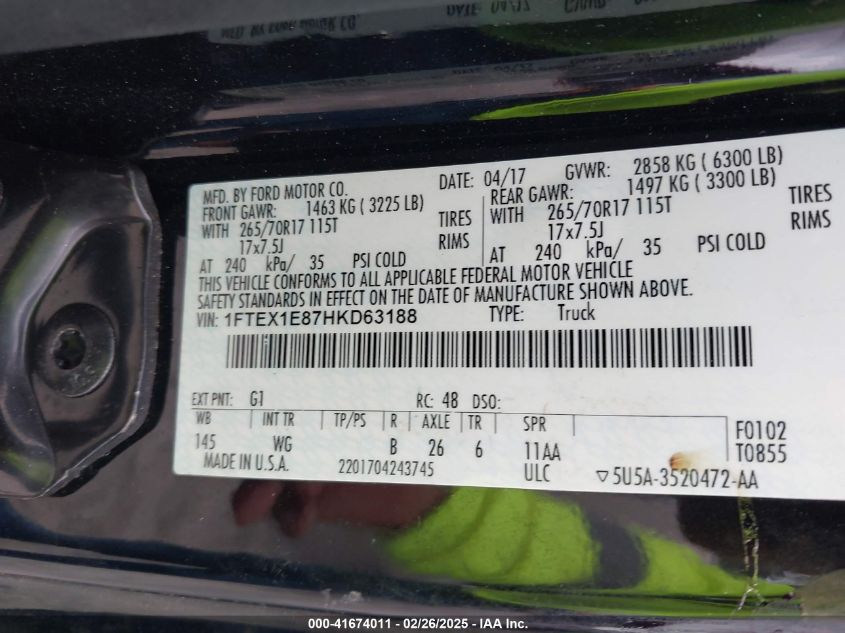 MFD. BY FORD MOTOR CO. DATE: 04/17 GVWR: 2858 KG ( 6300 LB)
FRONT GAWR: 1463 KG ( 3225 LB) REAR GAWR: 1497 KG ( 3300 LB)
WITH 265/70R17 115T TIRES WITH 265/70R17 115T TIRES
17x7.5J RIMS 17x7.5J RIMS
AT 240 kPa/ 35 PSI COLD AT 240 kPa/ 35 PSI COLD
THIS VEHICLE CONFORMS TO ALL APPLICABLE FEDERAL MOTOR VEHICLE
SAFETY STANDARDS IN EFFECT ON THE DATE OF MANUFACTURE SHOWN ABOVE.
VIN: 1FTEX1E87HKD63188 TYPE: Truck
EXT PNT: G1 RC: 48 DSO:
WB INT TR TP/PS R AXLE TR SPR F0102
145 WG B 26 6 11AA T0855
MADE IN U.S.A. 2201704243745 ULC ▽5U5A-3520472-AA
000-41674011 - 02/26/2025 - IAAI, Inc.